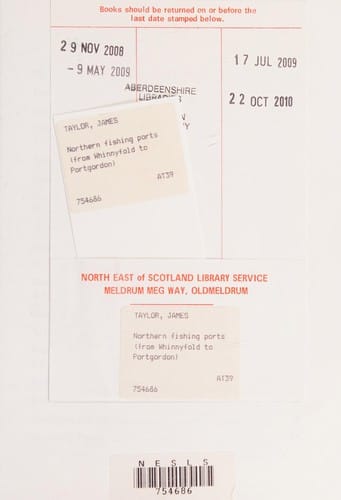 Books should be returned on or before the
last date stamped below.
29 NOV 2008
- 9 MAY 2009
17 JUL 2009
22 OCT 2010
ABERDEENSHIRE
LIBRARIES
TAYLOR, JAMES
Northern fishing ports
(from Whinnyfold to
Portgordon)
AT39
754686
NORTH EAST of SCOTLAND LIBRARY SERVICE
MELDRUM MEG WAY, OLDMELDRUM
TAYLOR, JAMES
Northern fishing ports
(from Whinnyfold to
Portgordon)
AT39
754686
NESLS
754686